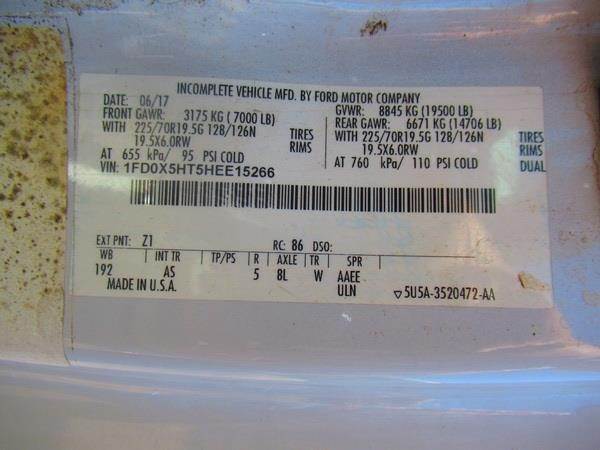 INCOMPLETE VEHICLE MFD. BY FORD MOTOR COMPANY
DATE: 06/17 GVWR: 8845 KG (19500 LB)
FRONT GAWR: 3175 KG ( 7000 LB) REAR GAWR: 6671 KG (14706 LB)
WITH 225/70R19.5G 128/126N TIRES WITH 225/70R19.5G 128/126N TIRES
19.5X6.0RW RIMS 19.5X6.0RW RIMS
AT 655 kPa/ 95 PSI COLD AT 760 kPa/ 110 PSI COLD DUAL
VIN: 1FD0X5HT5HEE15266
EXT PNT: Z1 RC: 86 DSO:
WB INT TR TP/PS R AXLE TR SPR
192 AS 5 8L W AAEE
MADE IN U.S.A. ULN ▽5U5A-3520472-AA